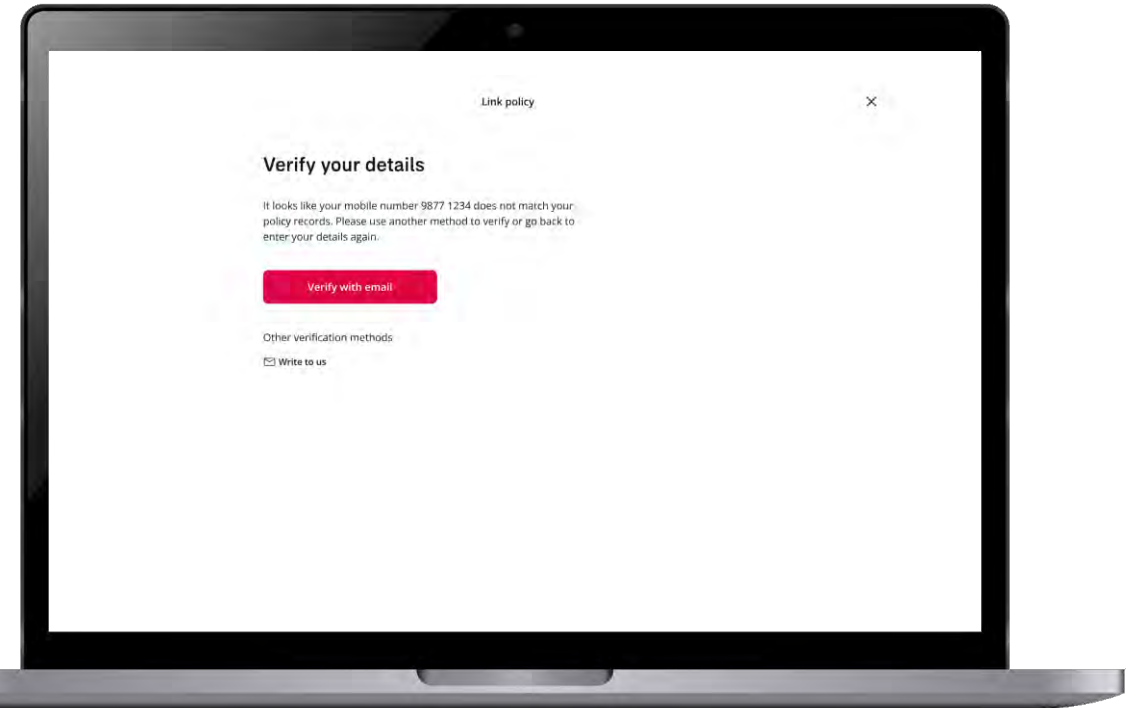 Link policy
Verify your details
It looks like your mobile number 9877 1234 does not match your
policy records. Please use another method to verify or go back to
enter your details again.
Verify with email
Other verification methods
Write to us